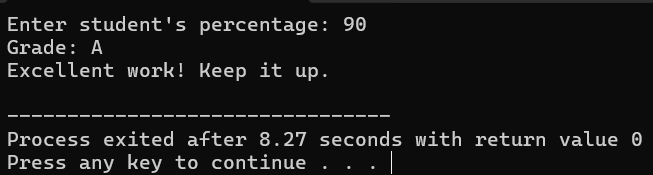 Enter student's percentage: 90
Grade: A
Excellent work! Keep it up.
--------------------------------
Process exited after 8.27 seconds with return value 0
Press any key to continue . . .